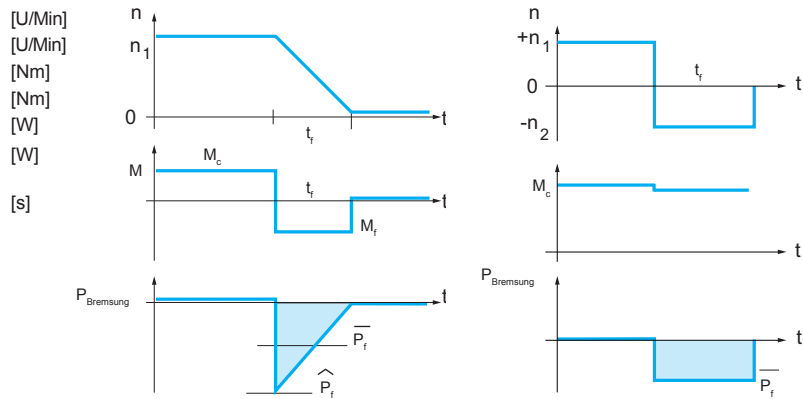 [U/Min]
[U/Min]
[Nm]
[Nm]
[W]
[W]
[s]
n
n1
0
t
tf
M
Mc
tf
t
Mf
PBremsung
t
Pf
Pf
n
+n1
tf
0
t
-n2
Mc
t
PBremsung
t
Pf